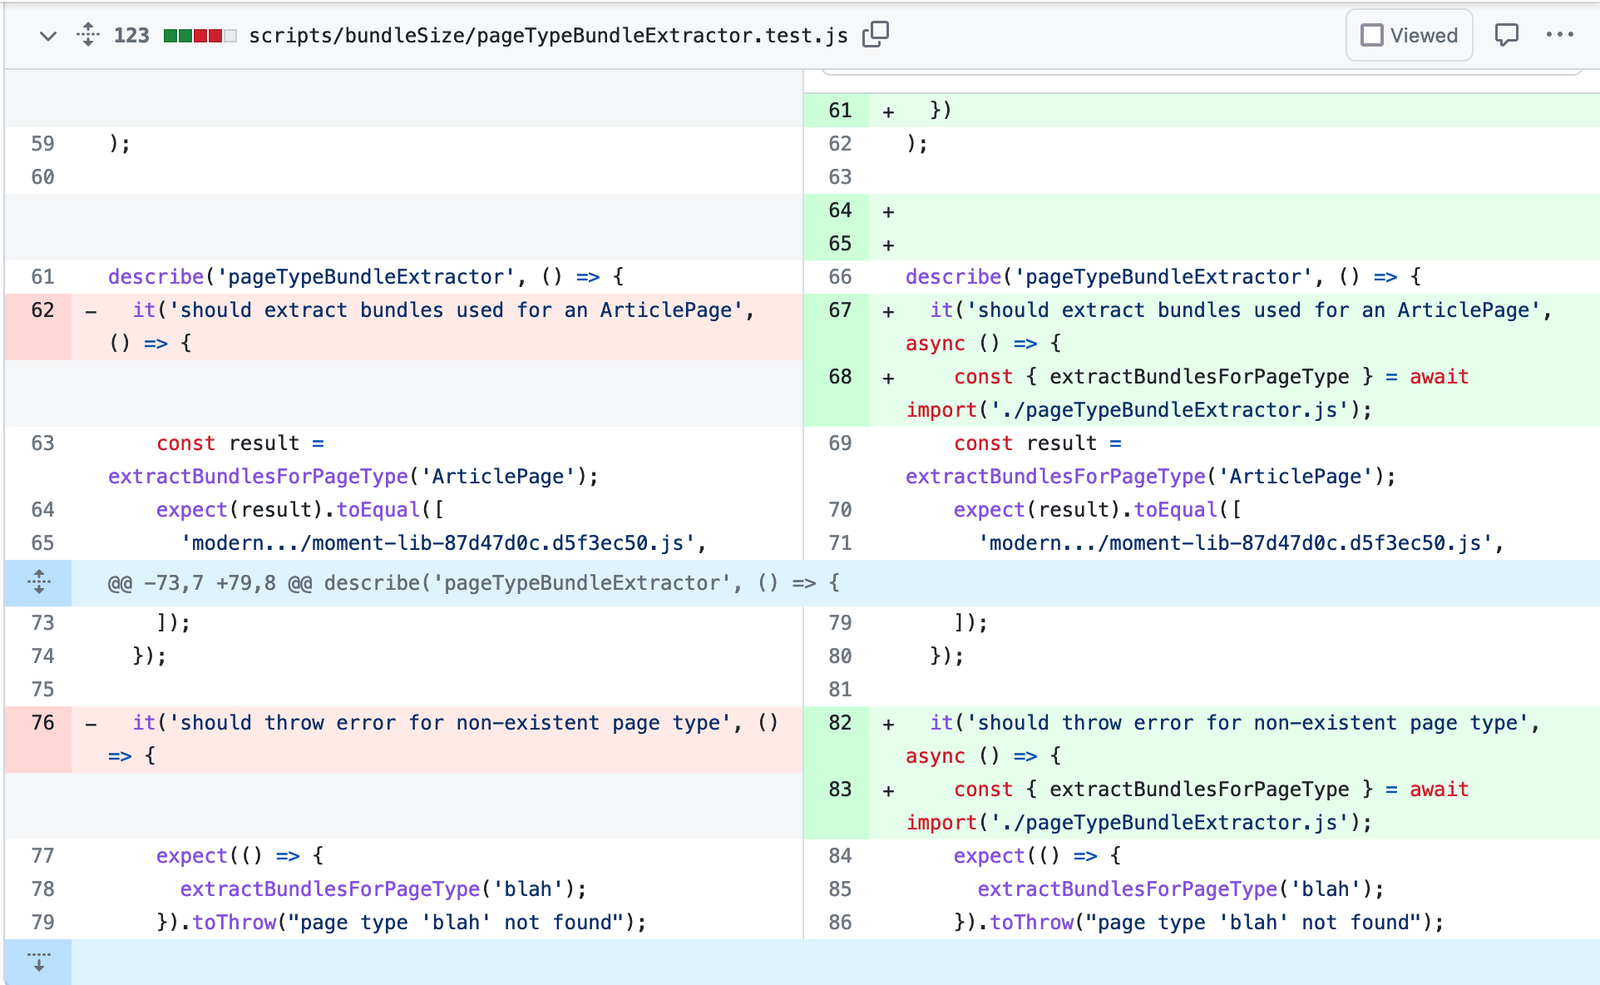 123 scripts/bundleSize/pageTypeBundleExtractor.test.js Viewed
61 + })
59 ); 62 );
60 63
64 +
65 +
61 describe('pageTypeBundleExtractor', () => { 66 describe('pageTypeBundleExtractor', () => {
62 - it('should extract bundles used for an ArticlePage', 67 + it('should extract bundles used for an ArticlePage',
() => { async () => {
68 + const { extractBundlesForPageType } = await
import('./pageTypeBundleExtractor.js');
63 const result = 69 const result =
extractBundlesForPageType('ArticlePage'); extractBundlesForPageType('ArticlePage');
64 expect(result).toEqual([ 70 expect(result).toEqual([
65 'modern.../moment-lib-87d47d0c.d5f3ec50.js', 71 'modern.../moment-lib-87d47d0c.d5f3ec50.js',
@@ -73,7 +79,8 @@ describe('pageTypeBundleExtractor', () => {
73 ]); 79 ]);
74 }); 80 });
75 81
76 - it('should throw error for non-existent page type', () 82 + it('should throw error for non-existent page type',
=> { async () => {
83 + const { extractBundlesForPageType } = await
import('./pageTypeBundleExtractor.js');
77 expect(() => { 84 expect(() => {
78 extractBundlesForPageType('blah'); 85 extractBundlesForPageType('blah');
79 }).toThrow("page type 'blah' not found"); 86 }).toThrow("page type 'blah' not found");